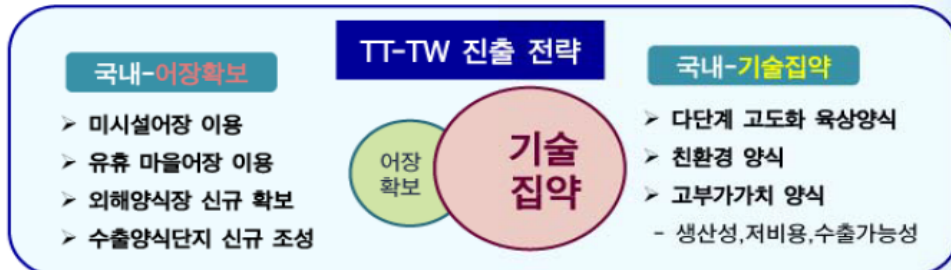 TT-TW 진출 전략
국내-어장확보
➢ 미시설어장 이용
➢ 유휴 마을어장 이용
➢ 외해양식장 신규 확보
➢ 수출양식단지 신규 조성
어장
확보
기술
집약
국내-기술집약
➢ 다단계 고도화 육상양식
➢ 친환경 양식
➢ 고부가가치 양식
- 생산성,저비용,수출가능성